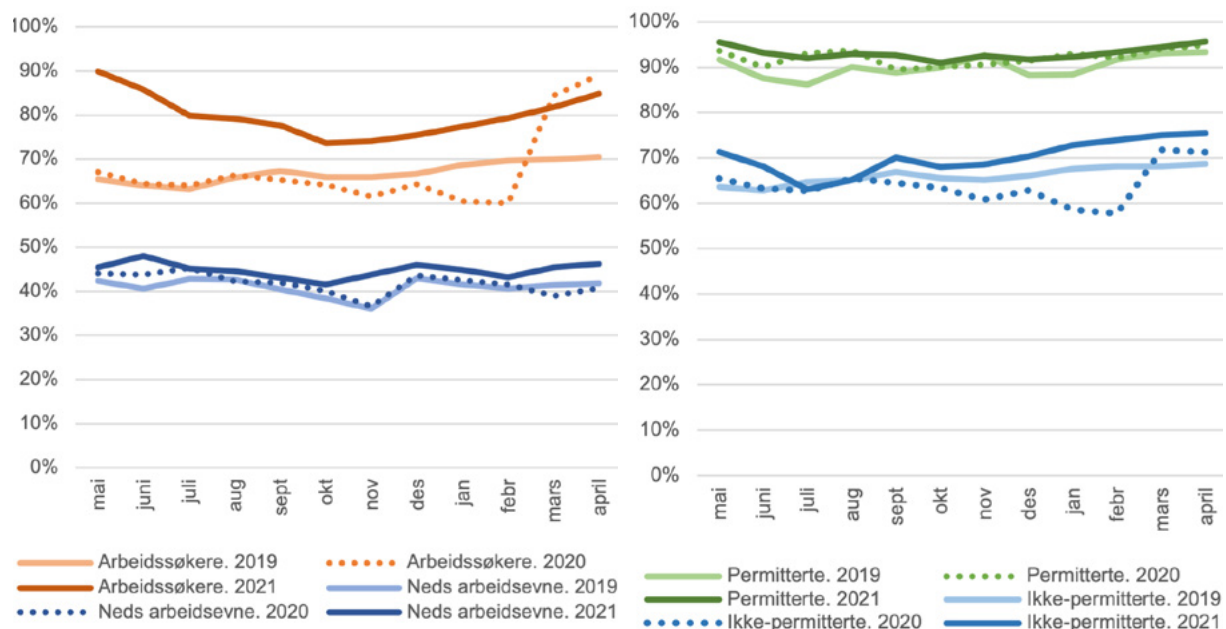 100%
90%
80%
70%
60%
50%
40%
30%
20%
10%
0%
mai
juni
juli
aug
sept
okt
nov
des
jan
febr
mars
april
Arbeidssøkere. 2019
Arbeidssøkere. 2020
Arbeidssøkere. 2021
Neds arbeidsevne. 2019
Neds arbeidsevne. 2020
Neds arbeidsevne. 2021
100%
90%
80%
70%
60%
50%
40%
30%
20%
10%
0%
mai
juni
juli
aug
sept
okt
nov
des
jan
febr
mars
april
Permitterte. 2019
Permitterte. 2020
Permitterte. 2021
Ikke-permitterte. 2019
Ikke-permitterte. 2020
Ikke-permitterte. 2021